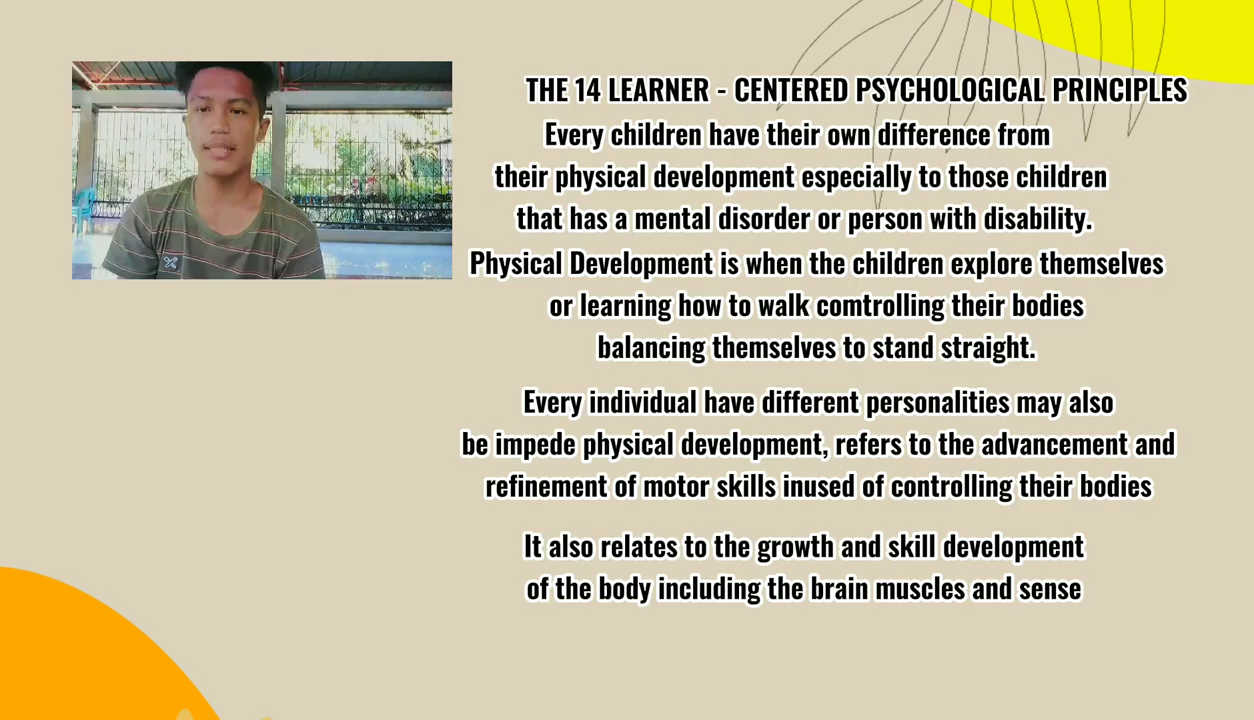 THE 14 LEARNER - CENTERED PSYCHOLOGICAL PRINCIPLES
Every children have their own difference from
their physical development especially to those children
that has a mental disorder or person with disability.
Physical Development is when the children explore themselves
or learning how to walk comtrolling their bodies
balancing themselves to stand straight.
Every individual have different personalities may also
be impede physical development, refers to the advancement and
refinement of motor skills inused of controlling their bodies
It also relates to the growth and skill development
of the body including the brain muscles and sense